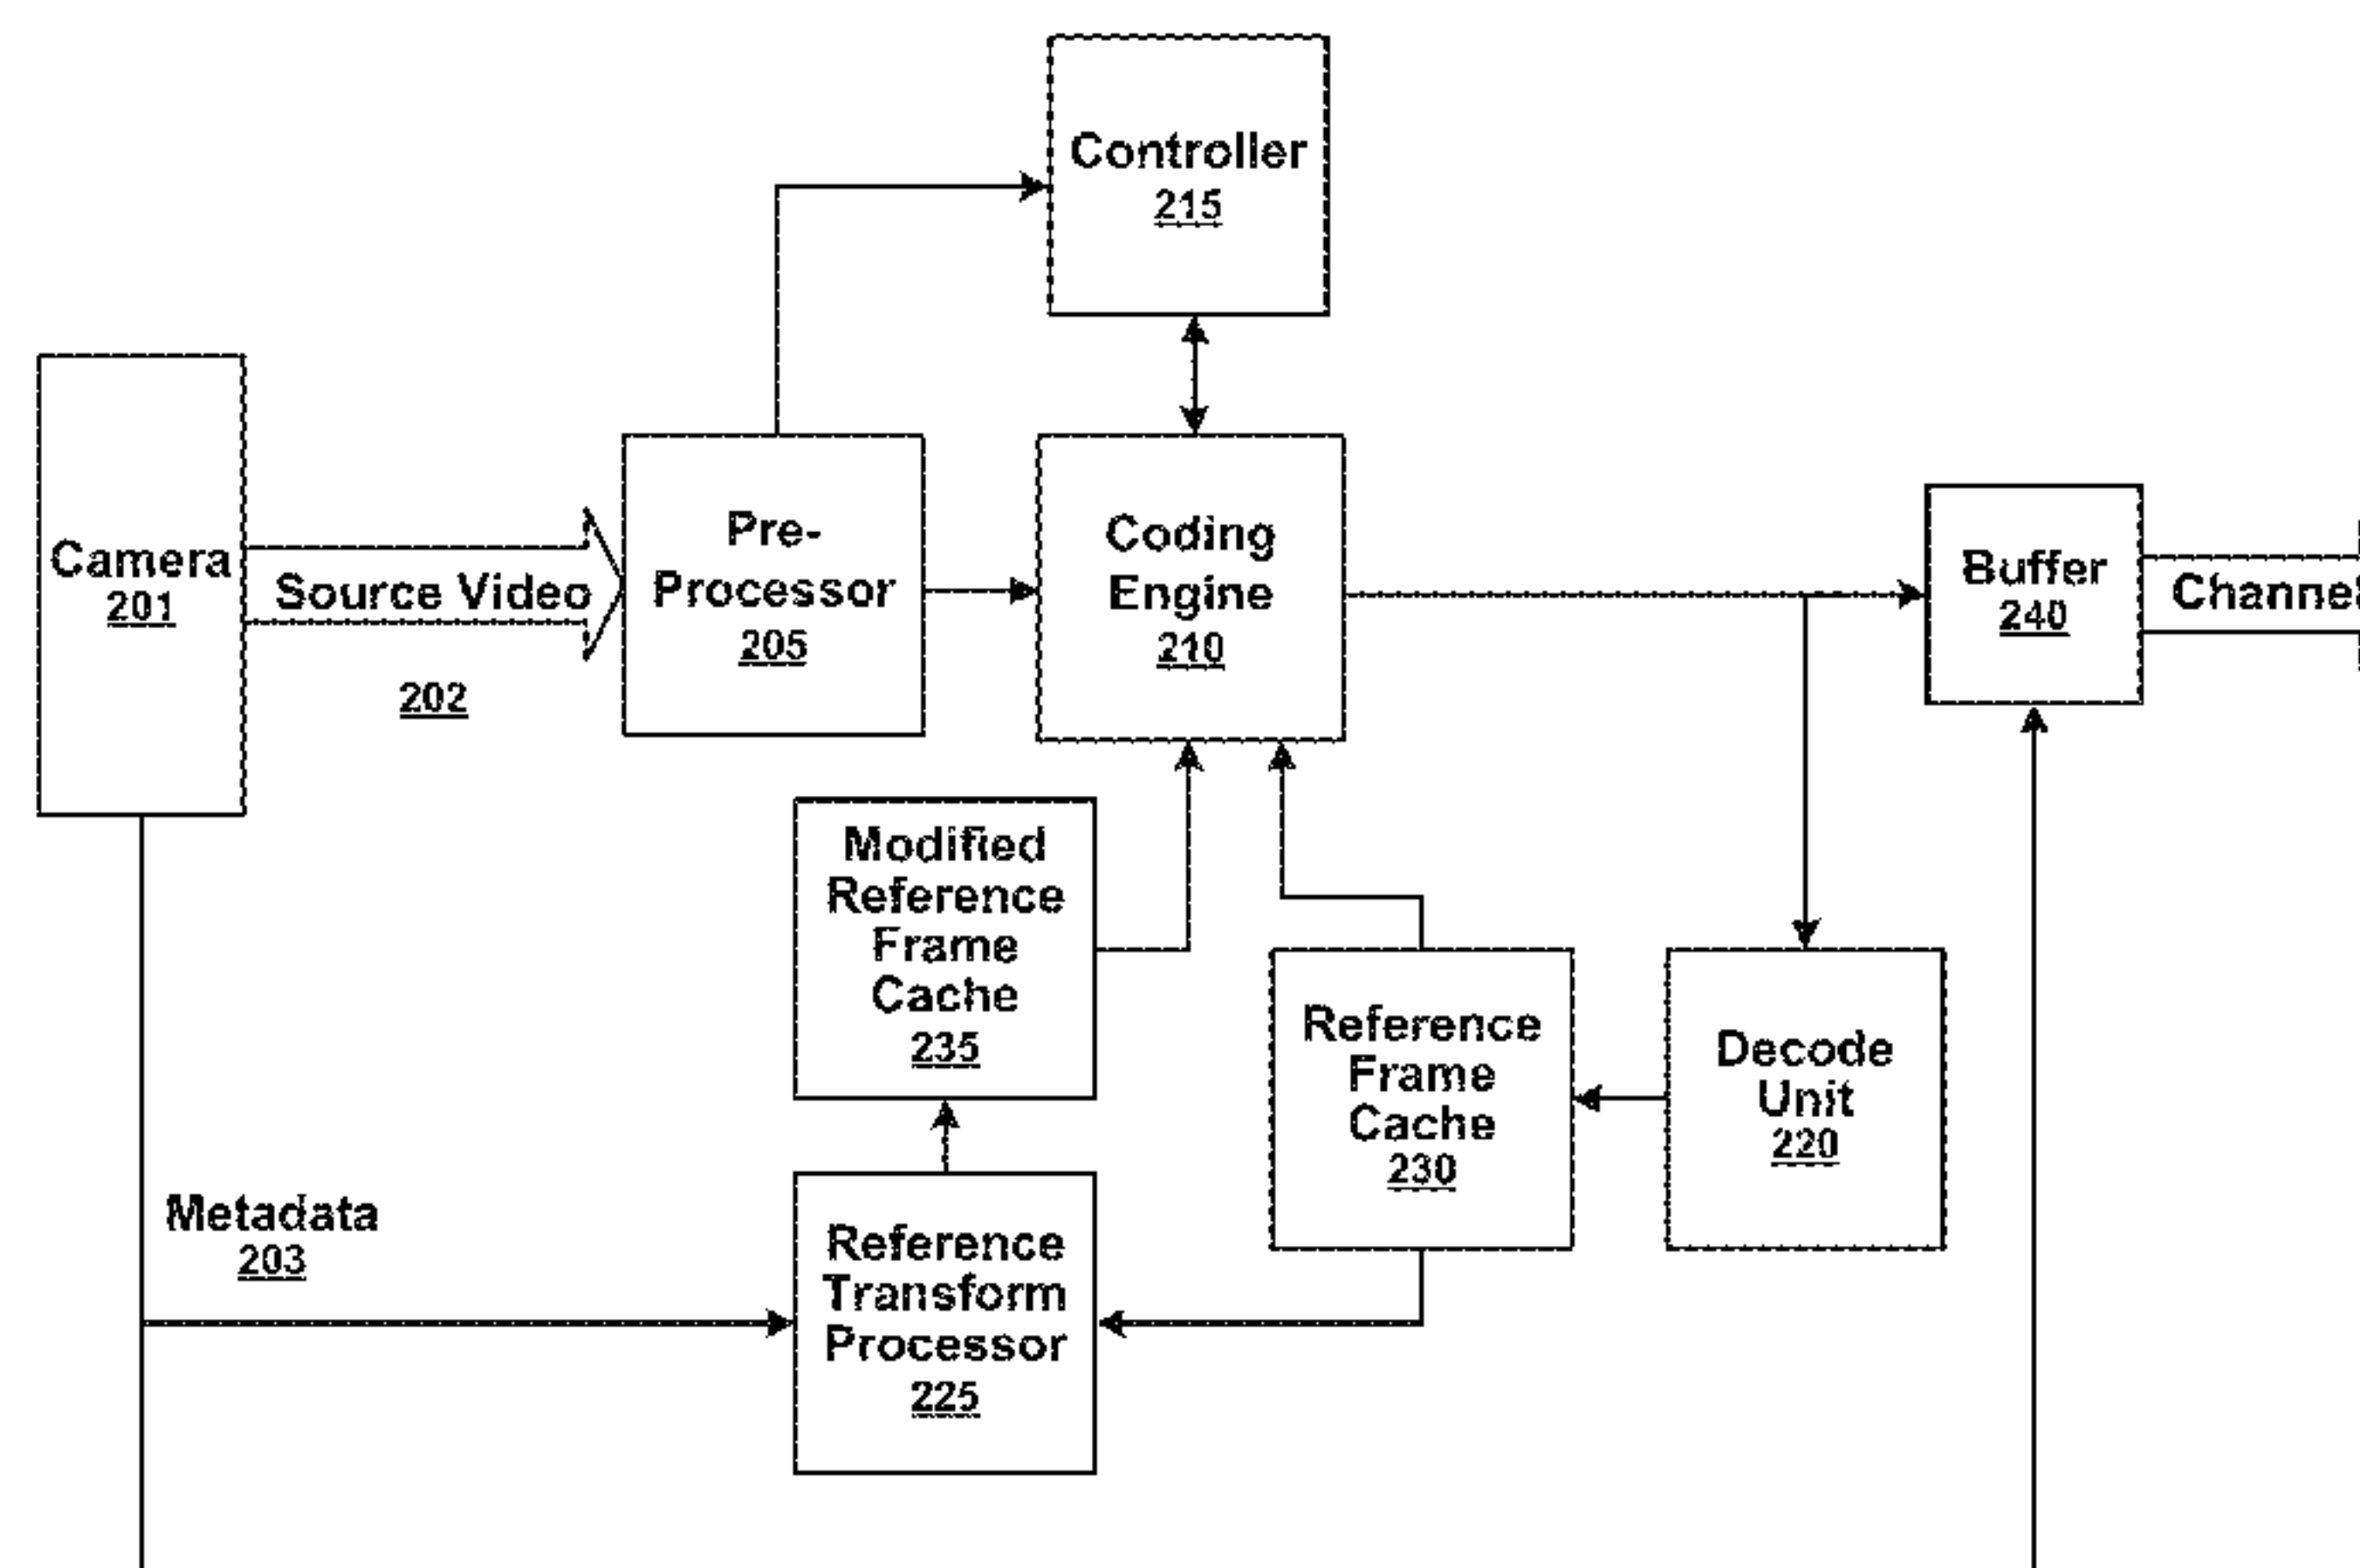 Controller
215
Camera
201
Source Video
202
Pre-
Processor
205
Coding
Engine
210
Buffer
240
Channel
Modified
Reference
Frame
Cache
235
Reference
Frame
Cache
230
Decode
Unit
220
Metadata
203
Reference
Transform
Processor
225